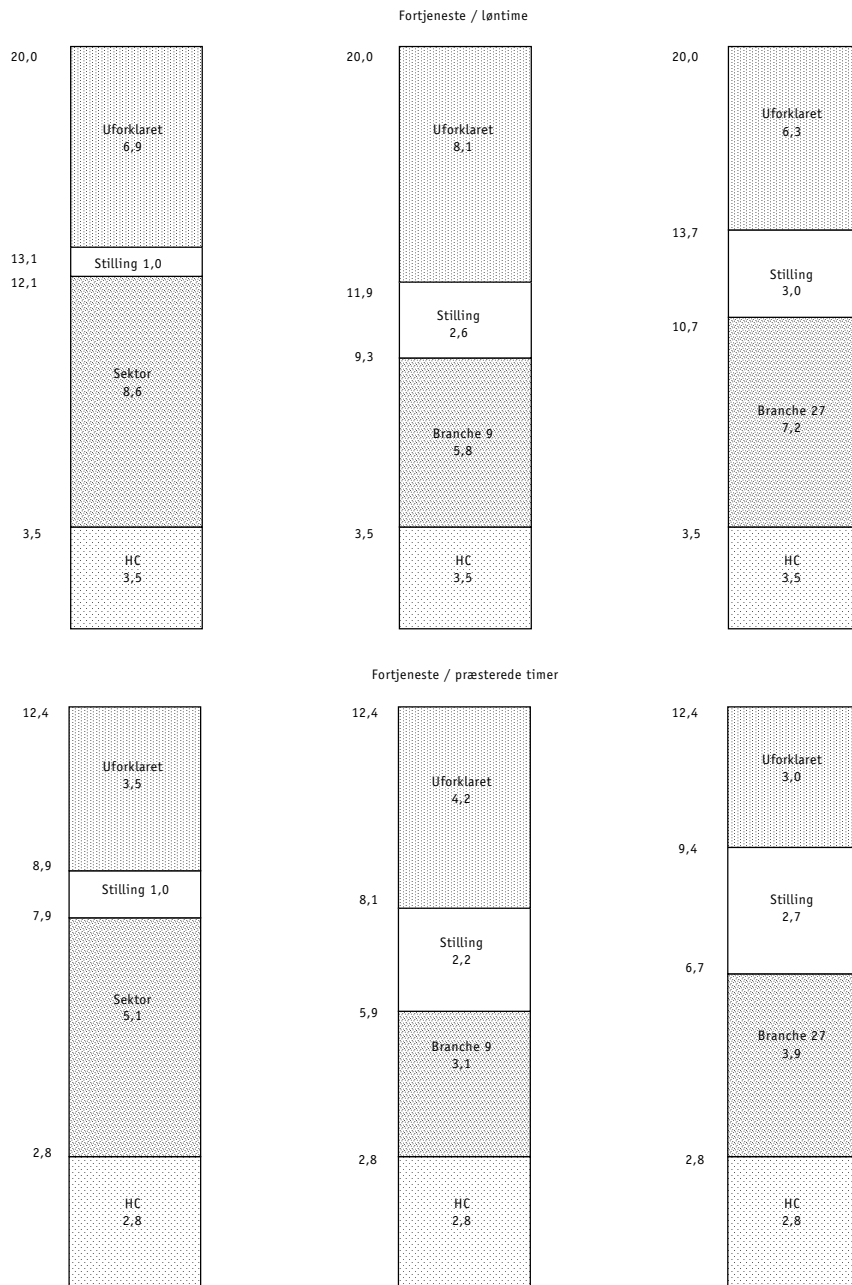 Fortjeneste / løntime
20,0
Uforklaret
6,9
13,1
Stilling 1,0
12,1
Sektor
8,6
3,5
HC
3,5
20,0
Uforklaret
8,1
11,9
Stilling
2,6
9,3
Branche 9
5,8
3,5
HC
3,5
20,0
Uforklaret
6,3
13,7
Stilling
3,0
10,7
Branche 27
7,2
3,5
HC
3,5
Fortjeneste / præsterede timer
12,4
Uforklaret
3,5
8,9
Stilling 1,0
7,9
Sektor
5,1
2,8
HC
2,8
12,4
Uforklaret
4,2
8,1
Stilling
2,2
5,9
Branche 9
3,1
2,8
HC
2,8
12,4
Uforklaret
3,0
9,4
Stilling
2,7
6,7
Branche 27
3,9
2,8
HC
2,8